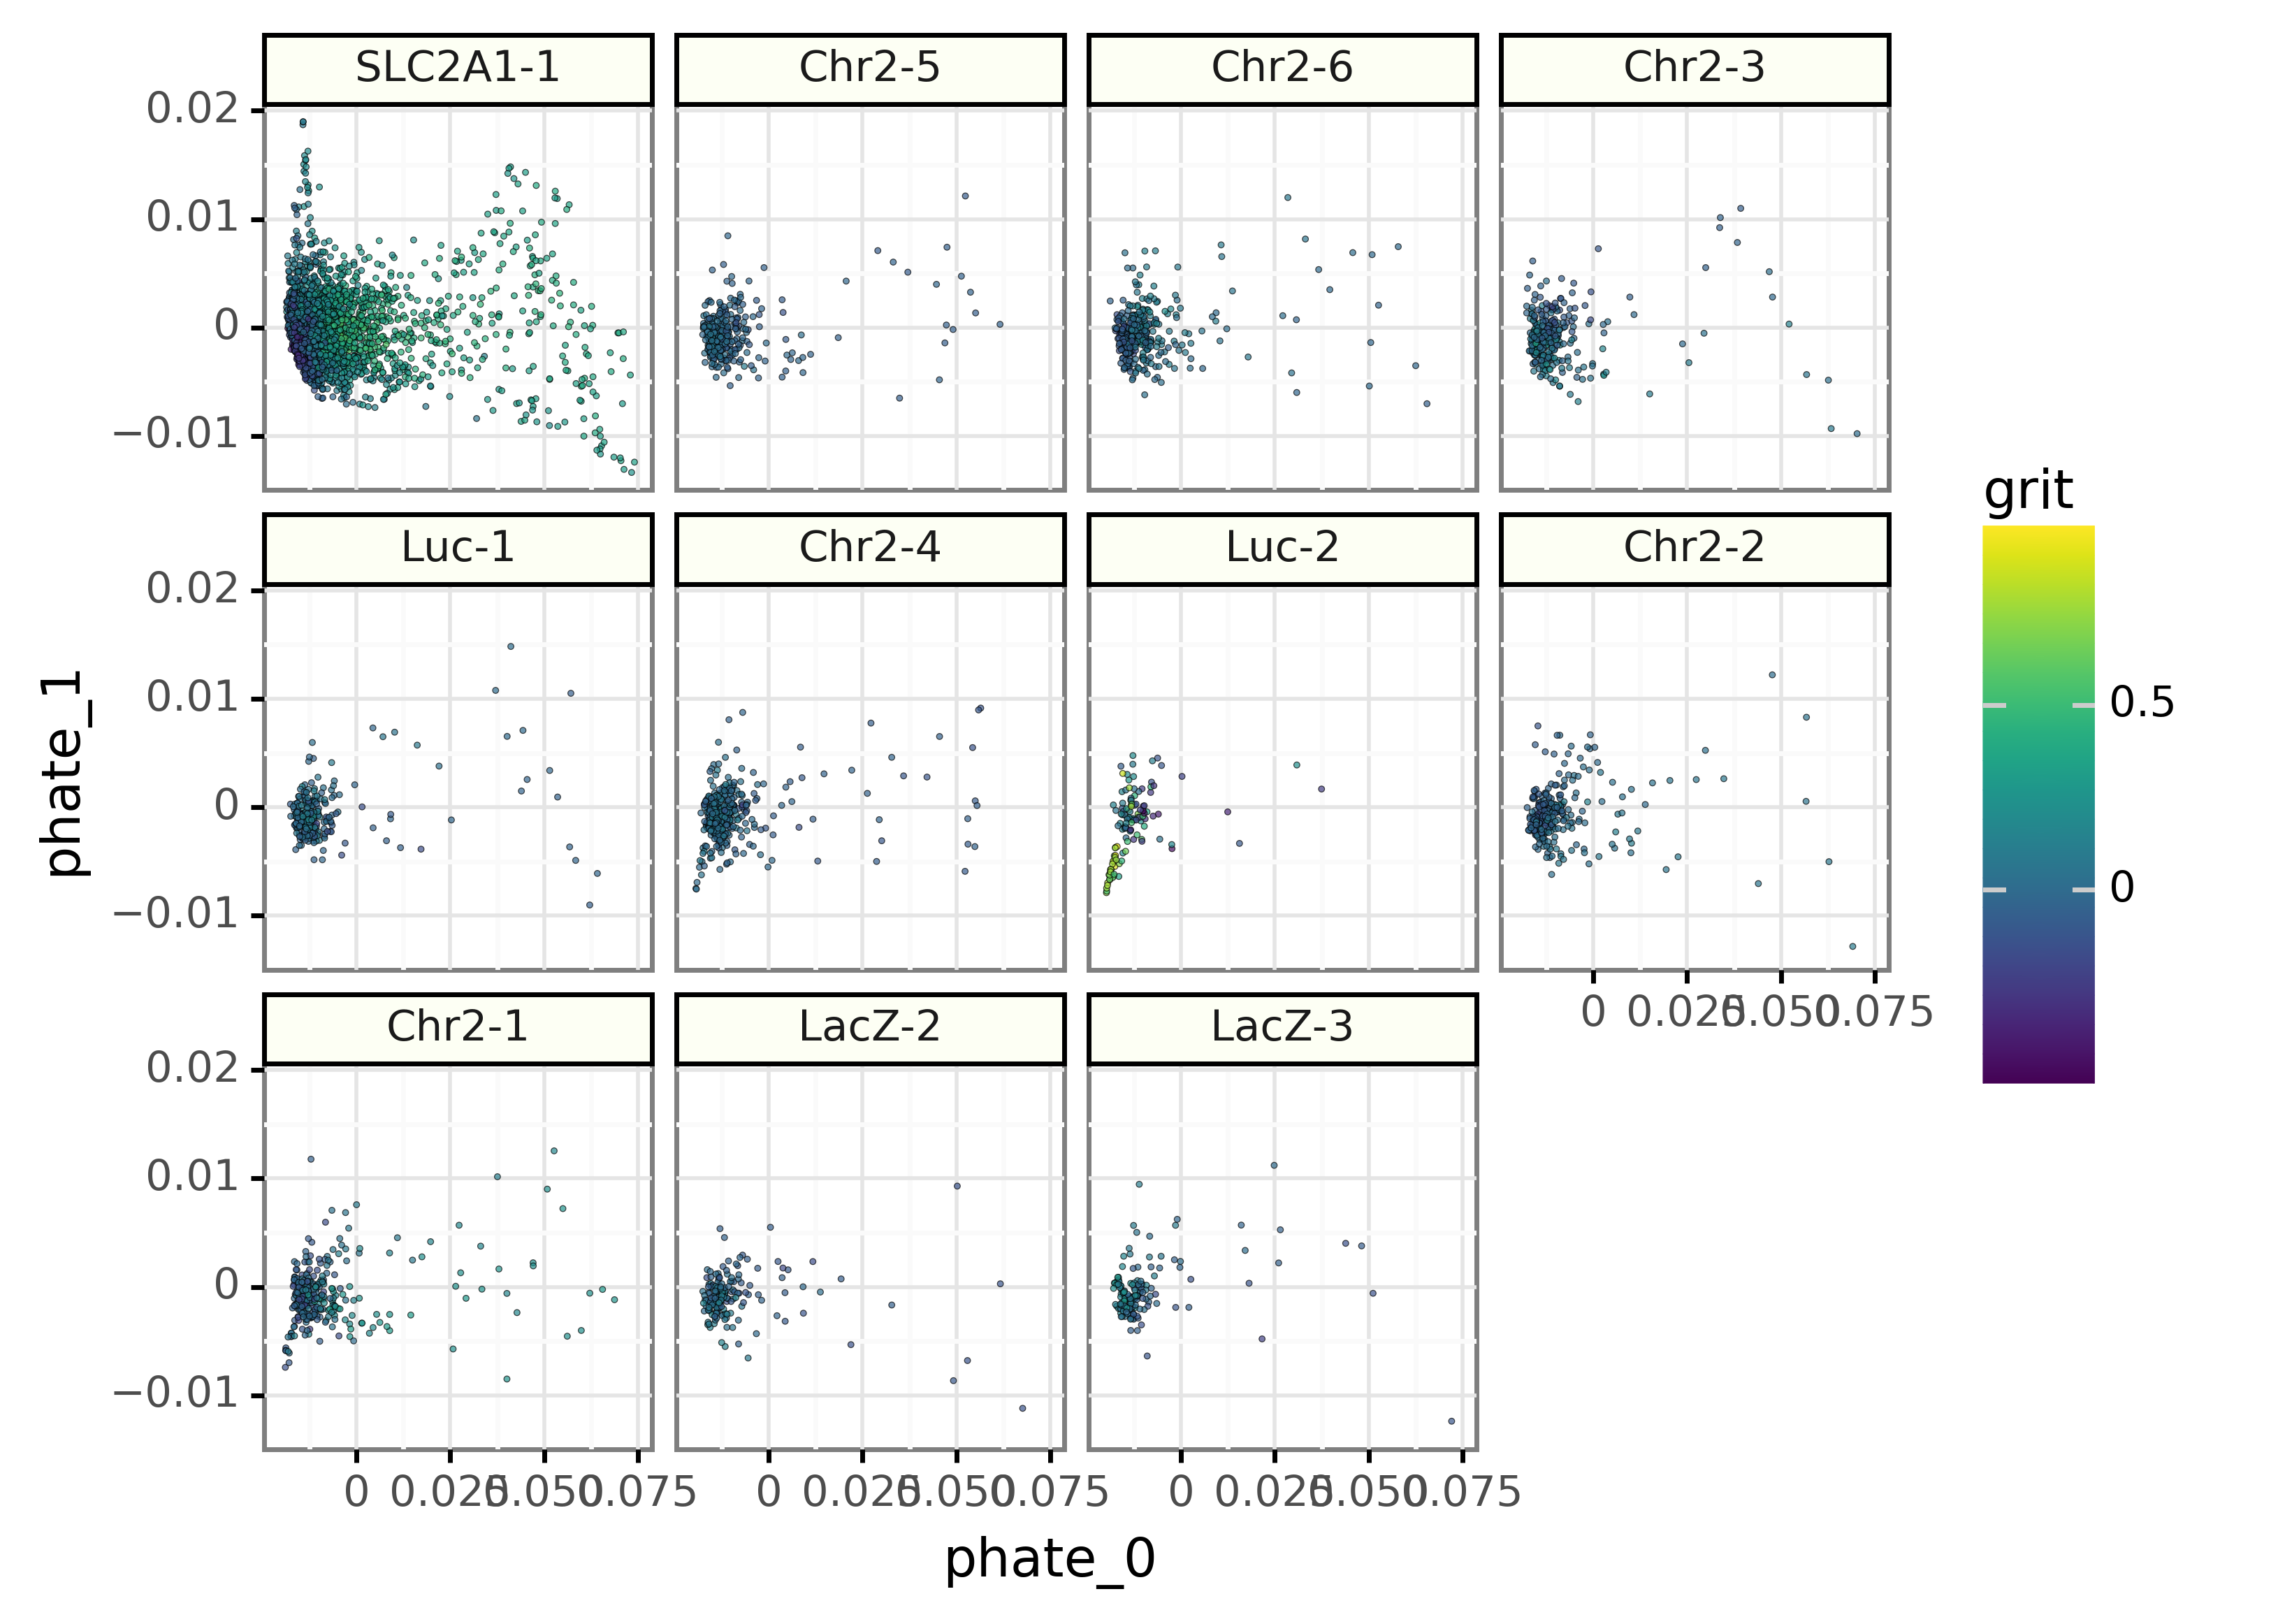 SLC2A1-1 Chr2-5 Chr2-6 Chr2-3
0.02
0.01
0
−0.01
Luc-1 Chr2-4 Luc-2 Chr2-2
0.02
0.01
0
−0.01
0 0.025 0.050 0.075
Chr2-1 LacZ-2 LacZ-3
0.02
0.01
0
−0.01
0 0.025 0.050 0.075 0 0.025 0.050 0.075 0 0.025 0.050 0.075
phate_0
phate_1
grit
0.5
0